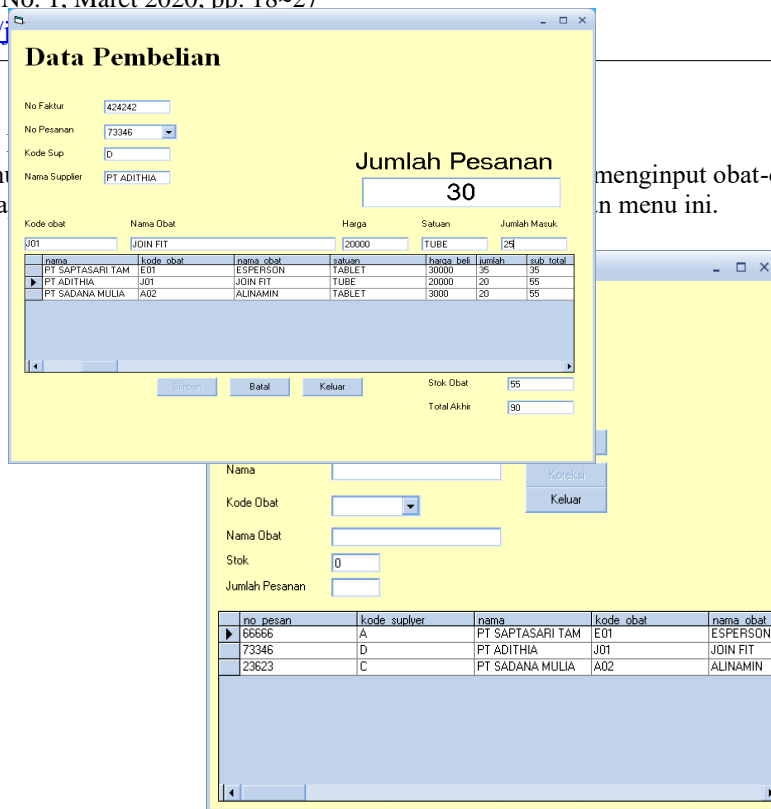 No. 1, Maret 2020, pp. 18~27
Data Pembelian
No Faktur 424242
No Pesanan 73346
Kode Sup D
Nama Supplier PT ADITHIA
Jumlah Pesanan
30
menginput obat-
n menu ini.
Kode obat Nama Obat Harga Satuan Jumlah Masuk
J01 JOIN FIT 20000 TUBE 25
nama kode_obat nama_obat satuan harga_beli jumlah sub_total
PT SAPTASARI TAM E01 ESPERSON TABLET 30000 35 35
PT ADITHIA J01 JOIN FIT TUBE 20000 20 55
PT SADANA MULIA A02 ALINAMIN TABLET 3000 20 55
Simpan Batal Keluar
Stok Obat 55
Total Akhir 90
Nama
Koreksi
Keluar
Kode Obat
Nama Obat
Stok 0
Jumlah Pesanan
no_pesan kode_suplyer nama kode_obat nama_obat
66666 A PT SAPTASARI TAM E01 ESPERSON
73346 D PT ADITHIA J01 JOIN FIT
23623 C PT SADANA MULIA A02 ALINAMIN